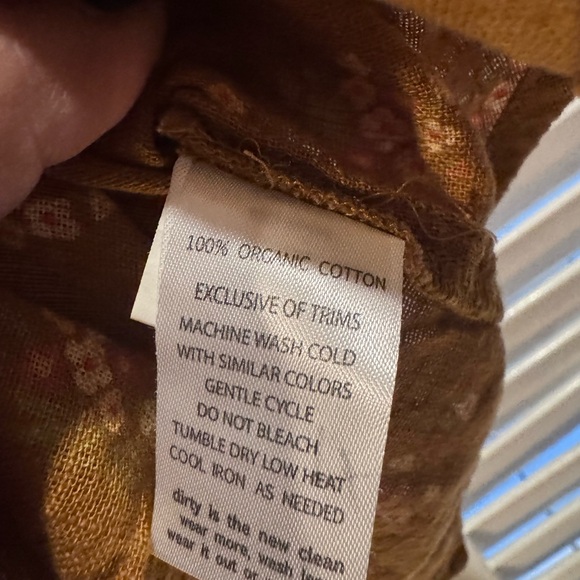 100% ORGANIC COTTON
EXCLUSIVE OF TRIMS
MACHINE WASH COLD
WITH SIMILAR COLORS
GENTLE CYCLE
DO NOT BLEACH
TUMBLE DRY LOW HEAT
COOL IRON AS NEEDED
dirty is the new clean
wear more, wash
wear it out or